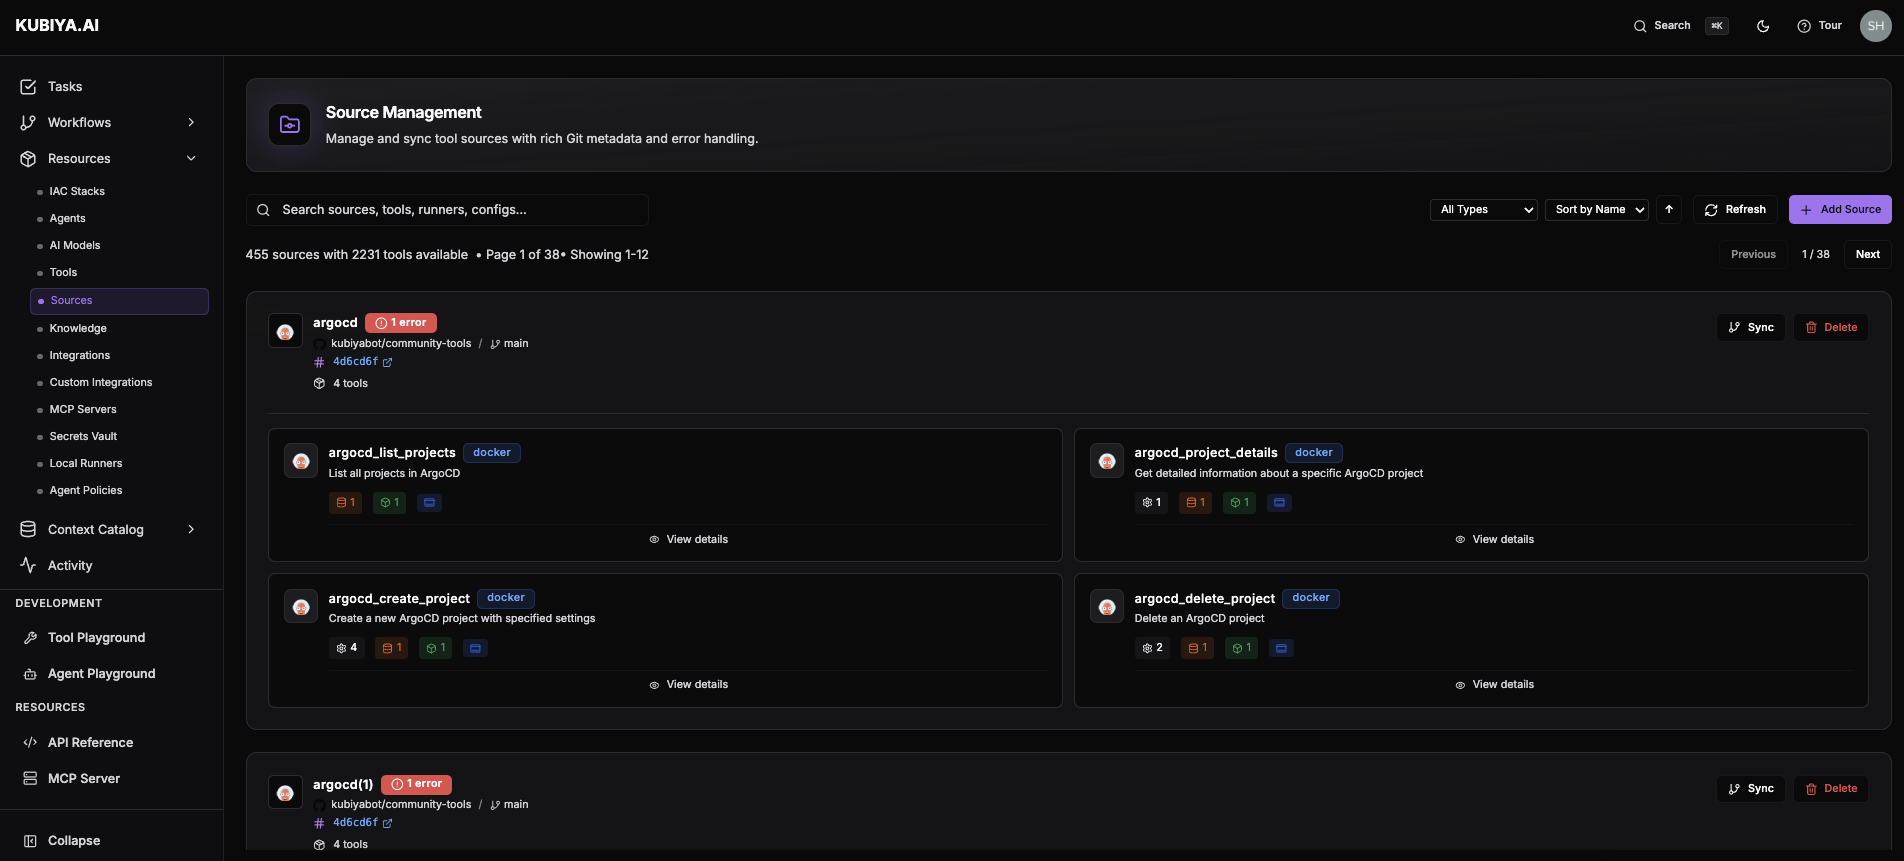 KUBIYA.AI
Search ⌘K Tour SH
Tasks
Workflows
Resources
IAC Stacks
Agents
AI Models
Tools
Sources
Knowledge
Integrations
Custom Integrations
MCP Servers
Secrets Vault
Local Runners
Agent Policies
Context Catalog
Activity
DEVELOPMENT
Tool Playground
Agent Playground
RESOURCES
API Reference
MCP Server
Collapse
Source Management
Manage and sync tool sources with rich Git metadata and error handling.
Search sources, tools, runners, configs...
All Types Sort by Name Refresh Add Source
455 sources with 2231 tools available • Page 1 of 38• Showing 1-12
Previous 1 / 38 Next
argocd 1 error
Sync Delete
kubiyabot/community-tools / main
# 4d6cd6f
4 tools
argocd_list_projects docker
List all projects in ArgoCD
1 1
View details
argocd_project_details docker
Get detailed information about a specific ArgoCD project
1 1 1
View details
argocd_create_project docker
Create a new ArgoCD project with specified settings
4 1 1
View details
argocd_delete_project docker
Delete an ArgoCD project
2 1 1
View details
argocd(1) 1 error
Sync Delete
kubiyabot/community-tools / main
# 4d6cd6f
4 tools